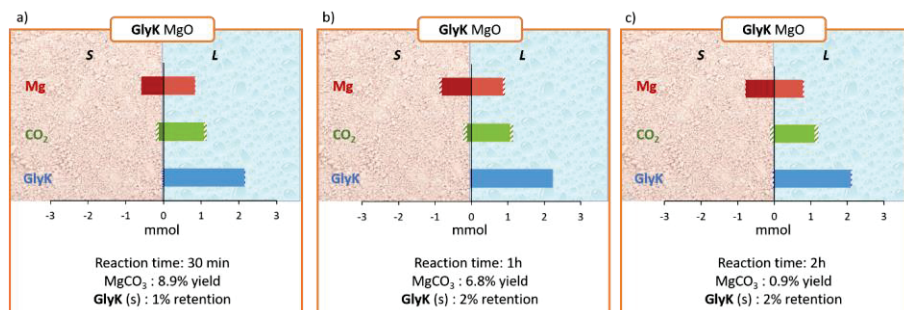 a)
GlyK MgO
S L
Mg
CO₂
GlyK
-3 -2 -1 0 1 2 3
mmol
Reaction time: 30 min
MgCO₃ : 8.9% yield
GlyK (s) : 1% retention
b)
GlyK MgO
S L
-3 -2 -1 0 1 2 3
mmol
Reaction time: 1h
MgCO₃ : 6.8% yield
GlyK (s) : 2% retention
c)
GlyK MgO
S L
Mg
CO₂
GlyK
-3 -2 -1 0 1 2 3
mmol
Reaction time: 2h
MgCO₃ : 0.9% yield
GlyK (s) : 2% retention